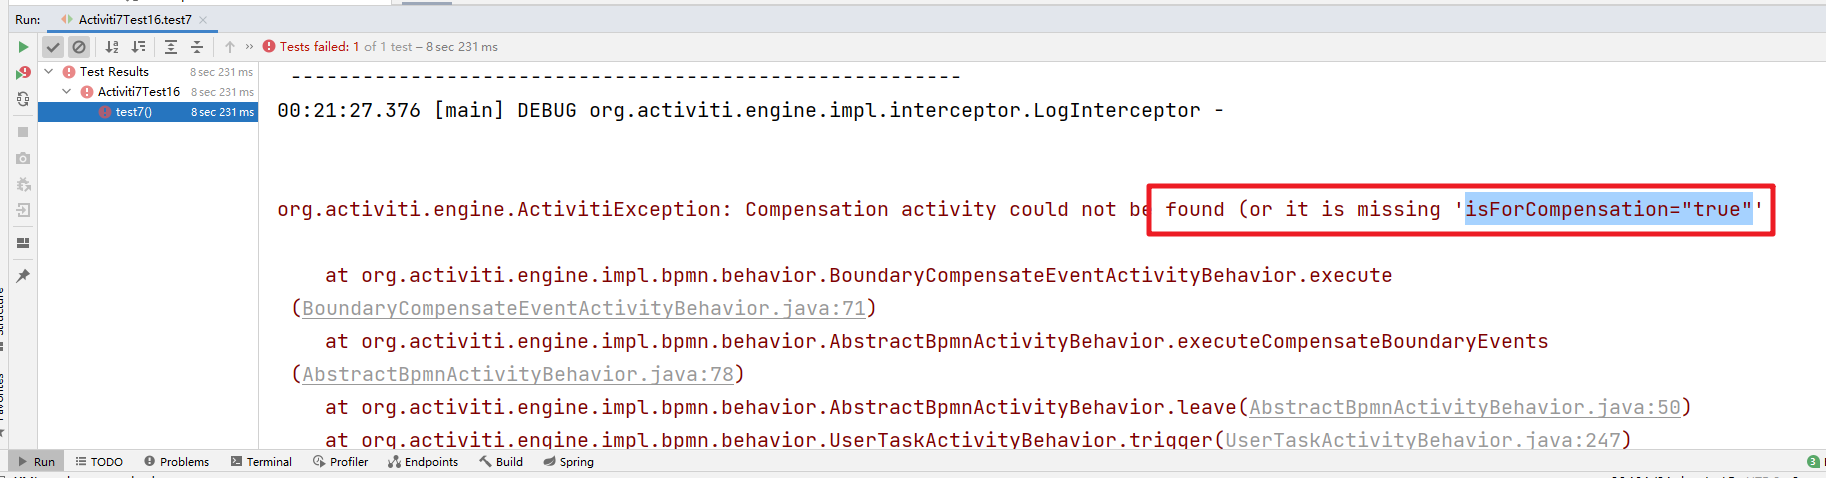 Run: Activiti7Test16.test7
Tests failed: 1 of 1 test – 8 sec 231 ms
Test Results 8 sec 231 ms
Activiti7Test16 8 sec 231 ms
test7() 8 sec 231 ms
--------------------------------------------------------
00:21:27.376 [main] DEBUG org.activiti.engine.impl.interceptor.LogInterceptor -
org.activiti.engine.ActivitiException: Compensation activity could not be found (or it is missing 'isForCompensation="true"'
at org.activiti.engine.impl.bpmn.behavior.BoundaryCompensateEventActivityBehavior.execute
(BoundaryCompensateEventActivityBehavior.java:71)
at org.activiti.engine.impl.bpmn.behavior.AbstractBpmnActivityBehavior.executeCompensateBoundaryEvents
(AbstractBpmnActivityBehavior.java:78)
at org.activiti.engine.impl.bpmn.behavior.AbstractBpmnActivityBehavior.leave(AbstractBpmnActivityBehavior.java:50)
at org.activiti.engine.impl.bpmn.behavior.UserTaskActivityBehavior.trigger(UserTaskActivityBehavior.java:247)
Run TODO Problems Terminal Profiler Endpoints Build Spring 3